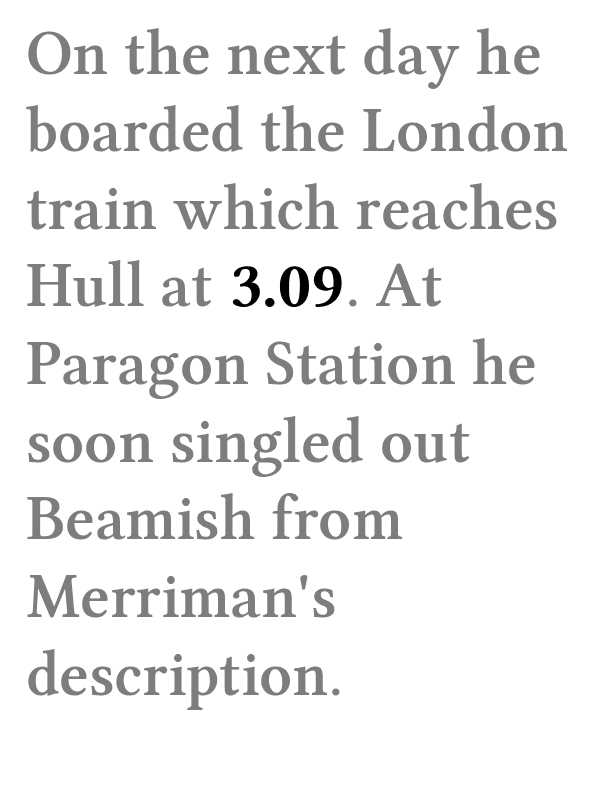 On the next day he
boarded the London
train which reaches
Hull at 3.09. At
Paragon Station he
soon singled out
Beamish from
Merriman's
description.